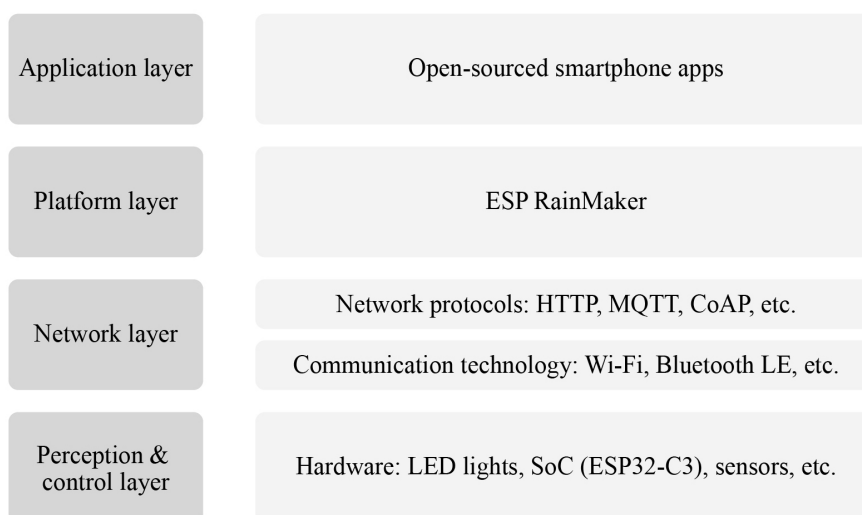 Application layer
Open-sourced smartphone apps
Platform layer
ESP RainMaker
Network layer
Network protocols: HTTP, MQTT, CoAP, etc.
Communication technology: Wi-Fi, Bluetooth LE, etc.
Perception &
control layer
Hardware: LED lights, SoC (ESP32-C3), sensors, etc.